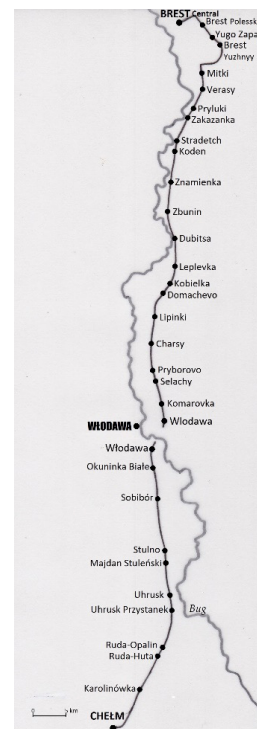 BREST Central
Brest Polessk
Yugo Zapa
Brest
Yuzhnyy
Mitki
Verasy
Pryluki
Zakazanka
Stradetch
Koden
Znamienka
Zbunin
Dubitsa
Leplevka
Kobielka
Domachevo
Lipinki
Charsy
Pryborovo
Selachy
Komarovka
Wlodawa
WŁODAWA
Włodawa
Okuninka Białe
Sobibór
Stulno
Majdan Stuleński
Uhrusk
Uhrusk Przystanek
Bug
Ruda-Opalin
Ruda-Huta
Karolinówka
km
CHEŁM